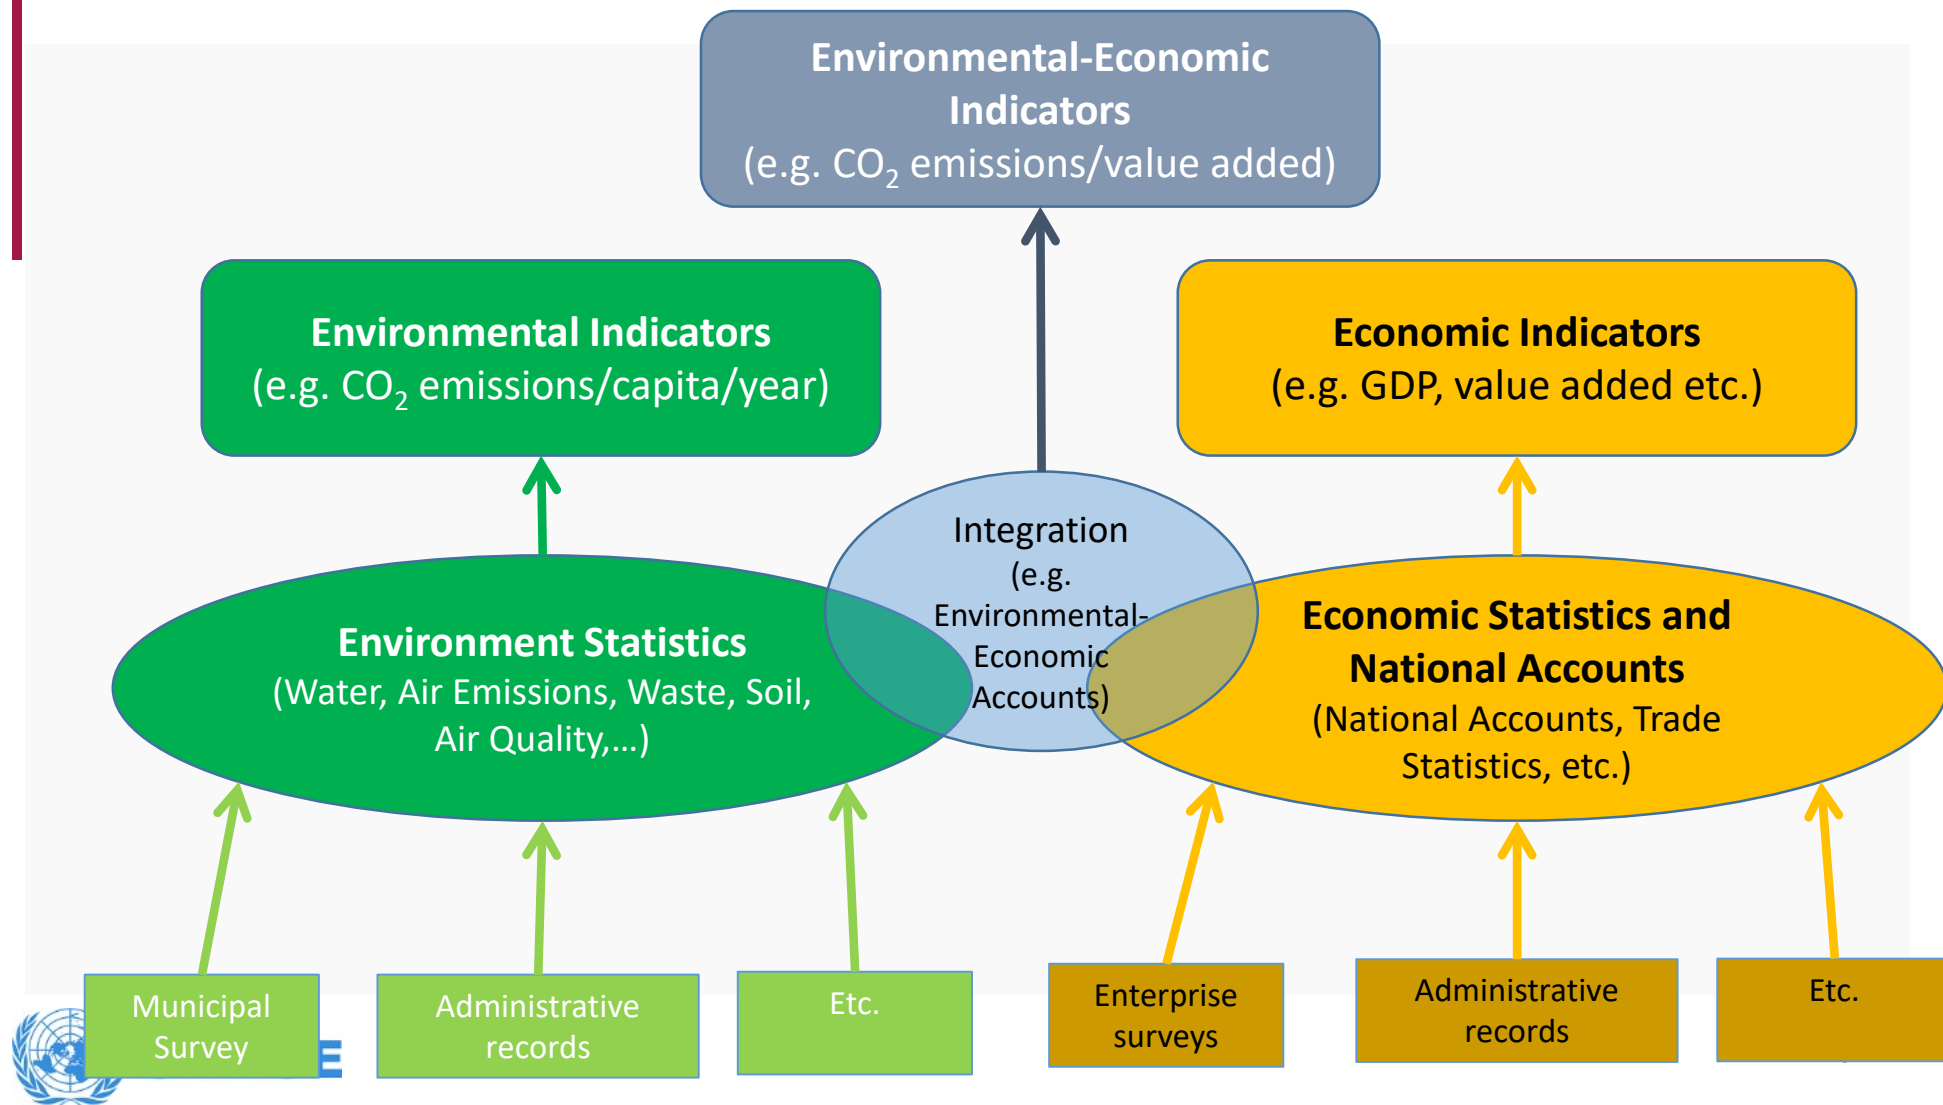 Environmental-Economic
Indicators
(e.g. CO₂ emissions/value added)
Environmental Indicators
(e.g. CO₂ emissions/capita/year)
Economic Indicators
(e.g. GDP, value added etc.)
Integration
(e.g.
Environmental-
Economic
Accounts)
Environment Statistics
(Water, Air Emissions, Waste, Soil,
Air Quality,...)
Economic Statistics and
National Accounts
(National Accounts, Trade
Statistics, etc.)
Municipal
Survey
Administrative
records
Etc.
Enterprise
surveys
Administrative
records
Etc.
E